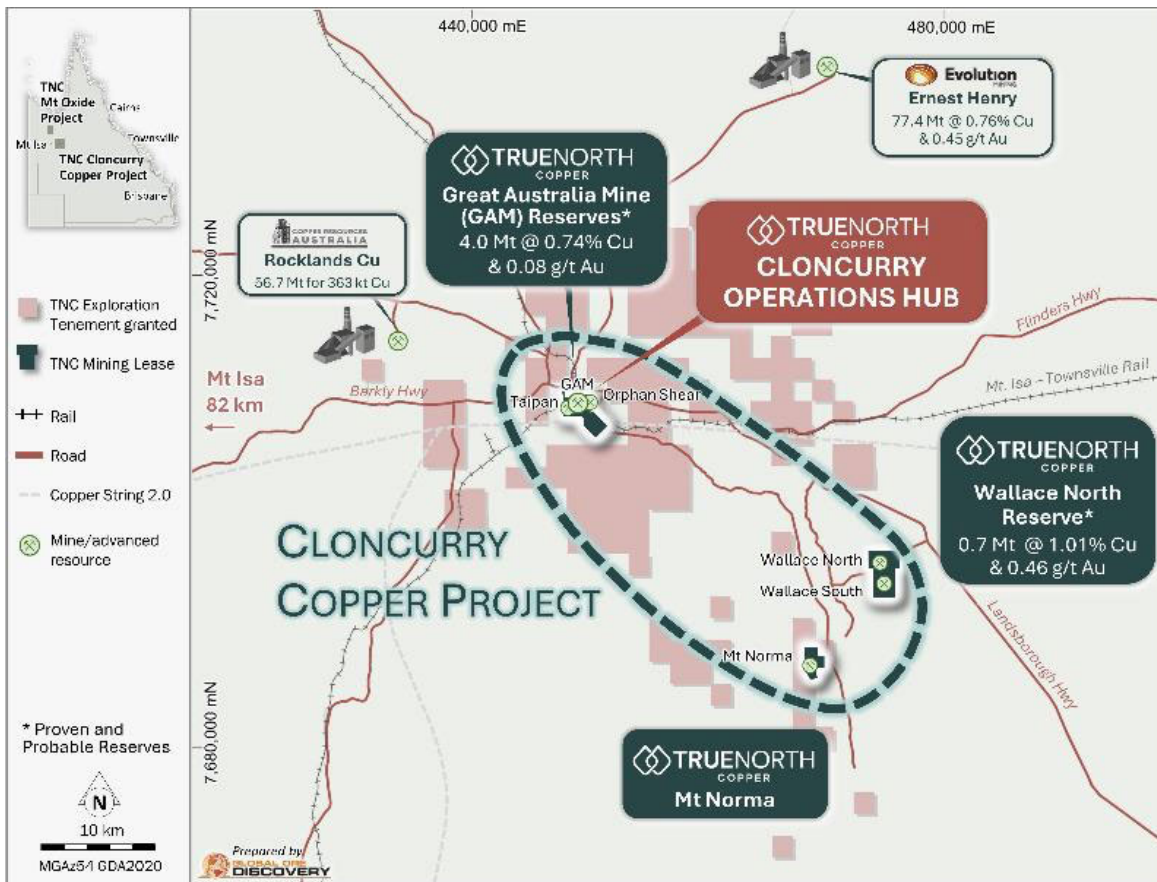 440,000 mE
480,000 mE
TNC
Mt Oxide
Project
Cairns
Townsville
Mt Isa
TNC Cloncurry
Copper Project
Brisbane
TNC Exploration
Tenement granted
TNC Mining Lease
Rail
Road
Copper String 2.0
Mine/advanced
resource
* Proven and
Probable Reserves
N
10 km
MGAz54 GDA2020
7,720,000 mN
7,680,000 mN
Evolution
MINING
Ernest Henry
77.4 Mt @ 0.76% Cu
& 0.45 g/t Au
TRUENORTH
COPPER
Great Australia Mine
(GAM) Reserves*
4.0 Mt @ 0.74% Cu
& 0.08 g/t Au
COPPER RESOURCES
AUSTRALIA
Rocklands Cu
56.7 Mt for 363 kt Cu
TRUENORTH
COPPER
CLONCURRY
OPERATIONS HUB
Flinders Hwy
Mt. Isa - Townsville Rail
Mt Isa
82 km
Barkly Hwy
GAM
Taipan
Orphan Shear
TRUENORTH
COPPER
Wallace North
Reserve*
0.7 Mt @ 1.01% Cu
& 0.46 g/t Au
CLONCURRY
COPPER PROJECT
Wallace North
Wallace South
Mt Norma
Landsborough Hwy
TRUENORTH
COPPER
Mt Norma
Prepared by
GLOBAL ORE
DISCOVERY